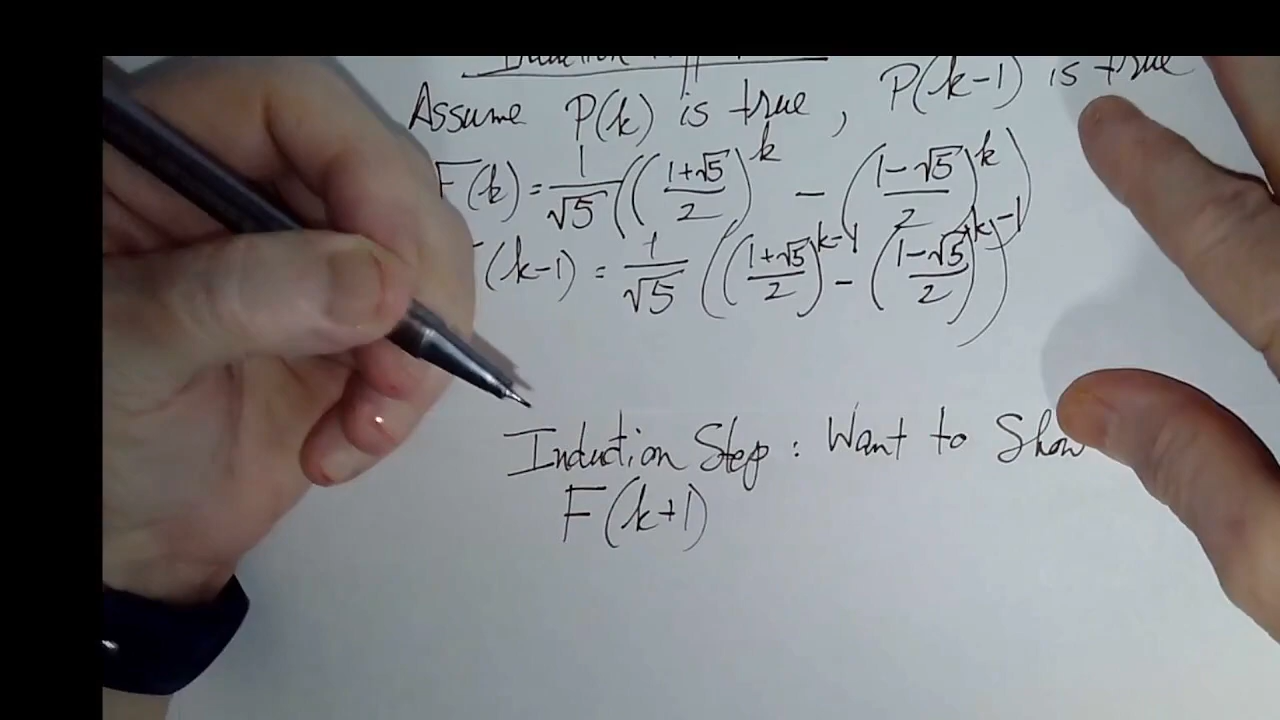 Induction
Assume P(k) is true, P(k-1) is true
F(k) = 1/√5 (((1+√5)/2)^k - ((1-√5)/2)^k)
(k-1) = 1/√5 (((1+√5)/2)^k-1 - ((1-√5)/2)^k-1)
Induction Step: Want to Show
F(k+1)